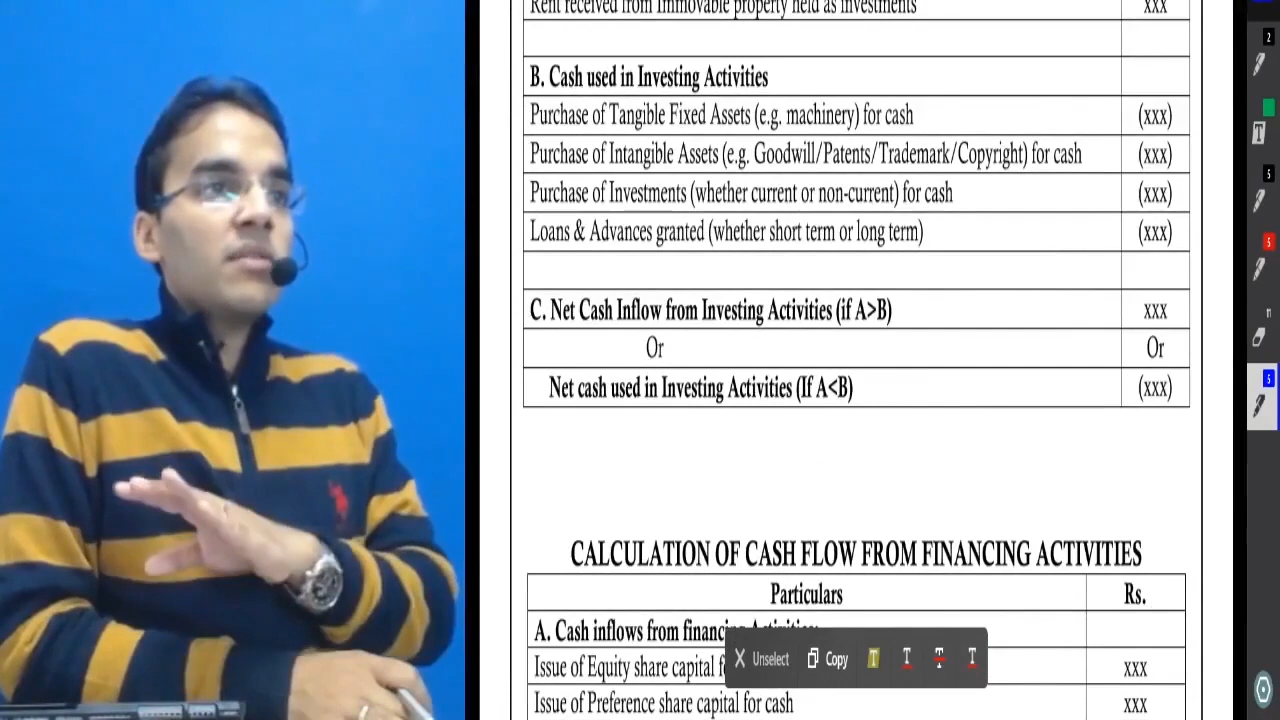 Rent received from Immovable property held as investments xxx
B. Cash used in Investing Activities
Purchase of Tangible Fixed Assets (e.g. machinery) for cash (xxx)
Purchase of Intangible Assets (e.g. Goodwill/Patents/Trademark/Copyright) for cash (xxx)
Purchase of Investments (whether current or non-current) for cash (xxx)
Loans & Advances granted (whether short term or long term) (xxx)
C. Net Cash Inflow from Investing Activities (if A>B) xxx
Or Or
Net cash used in Investing Activities (If A<B) (xxx)
CALCULATION OF CASH FLOW FROM FINANCING ACTIVITIES
Particulars Rs.
A. Cash inflows from financing Activities:
Unselect Copy T T T T
Issue of Equity share capital xxx
Issue of Preference share capital for cash xxx
2
T
5
5
5